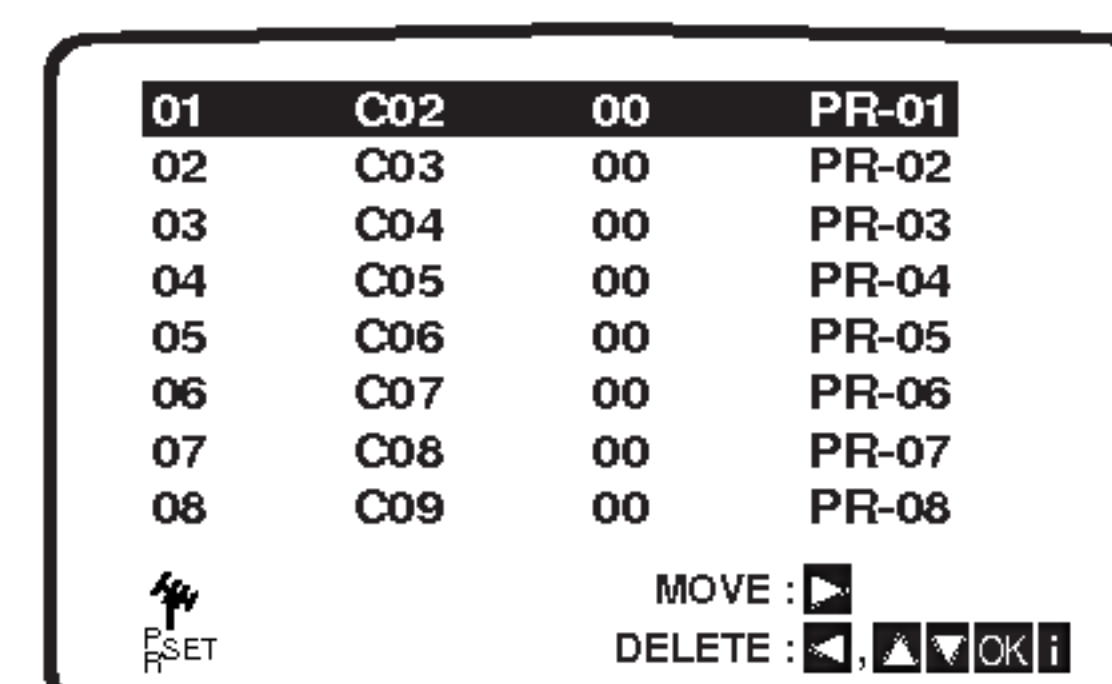 01 C02 00 PR-01
02 C03 00 PR-02
03 C04 00 PR-03
04 C05 00 PR-04
05 C06 00 PR-05
06 C07 00 PR-06
07 C08 00 PR-07
08 C09 00 PR-08
MOVE : ▷
PR SET DELETE : ◁, △ ▽ OK i